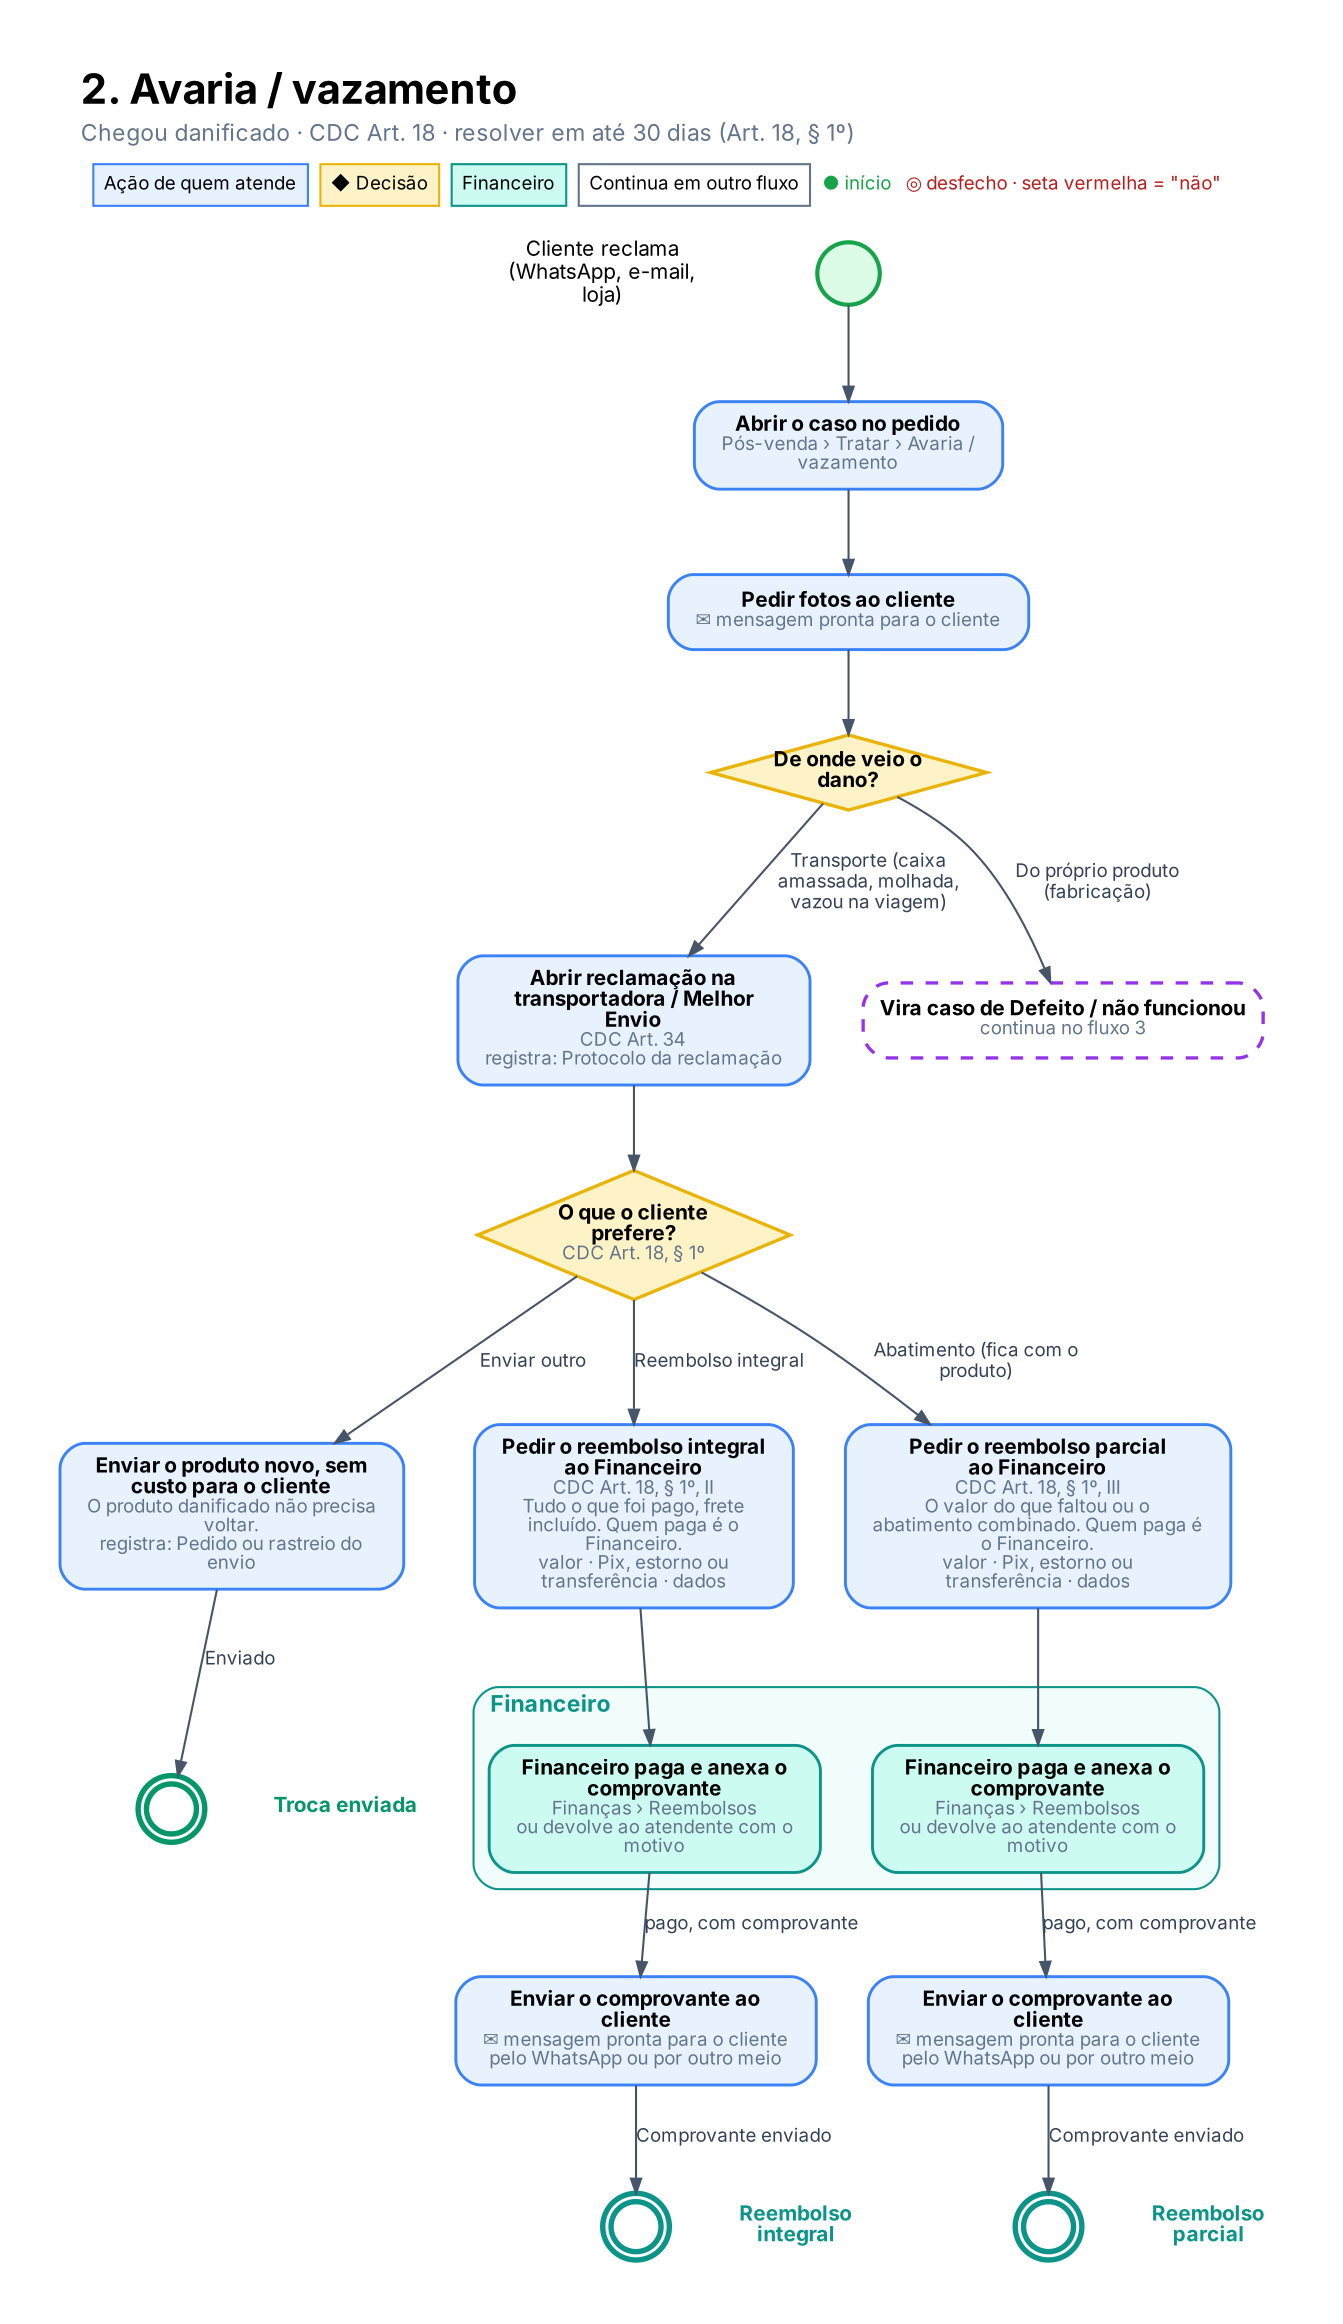 2. Avaria / vazamento
Chegou danificado · CDC Art. 18 · resolver em até 30 dias (Art. 18, § 1º)
Ação de quem atende
◆ Decisão
Financeiro
Continua em outro fluxo
● início
◎ desfecho · seta vermelha = "não"
Cliente reclama
(WhatsApp, e-mail,
loja)
Abrir o caso no pedido
Pós-venda › Tratar › Avaria /
vazamento
Pedir fotos ao cliente
✉ mensagem pronta para o cliente
De onde veio o
dano?
Transporte (caixa
amassada, molhada,
vazou na viagem)
Do próprio produto
(fabricação)
Abrir reclamação na
transportadora / Melhor
Envio
CDC Art. 34
registra: Protocolo da reclamação
Vira caso de Defeito / não funcionou
continua no fluxo 3
O que o cliente
prefere?
CDC Art. 18, § 1º
Enviar outro
Reembolso integral
Abatimento (fica com o
produto)
Enviar o produto novo, sem
custo para o cliente
O produto danificado não precisa
voltar.
registra: Pedido ou rastreio do
envio
Pedir o reembolso integral
ao Financeiro
CDC Art. 18, § 1º, II
Tudo o que foi pago, frete
incluído. Quem paga é o
Financeiro.
valor · Pix, estorno ou
transferência · dados
Pedir o reembolso parcial
ao Financeiro
CDC Art. 18, § 1º, III
O valor do que faltou ou o
abatimento combinado. Quem paga é
o Financeiro.
valor · Pix, estorno ou
transferência · dados
Enviado
Troca enviada
Financeiro
Financeiro paga e anexa o
comprovante
Finanças › Reembolsos
ou devolve ao atendente com o
motivo
Financeiro paga e anexa o
comprovante
Finanças › Reembolsos
ou devolve ao atendente com o
motivo
pago, com comprovante
pago, com comprovante
Enviar o comprovante ao
cliente
✉ mensagem pronta para o cliente
pelo WhatsApp ou por outro meio
Enviar o comprovante ao
cliente
✉ mensagem pronta para o cliente
pelo WhatsApp ou por outro meio
Comprovante enviado
Comprovante enviado
Reembolso
integral
Reembolso
parcial